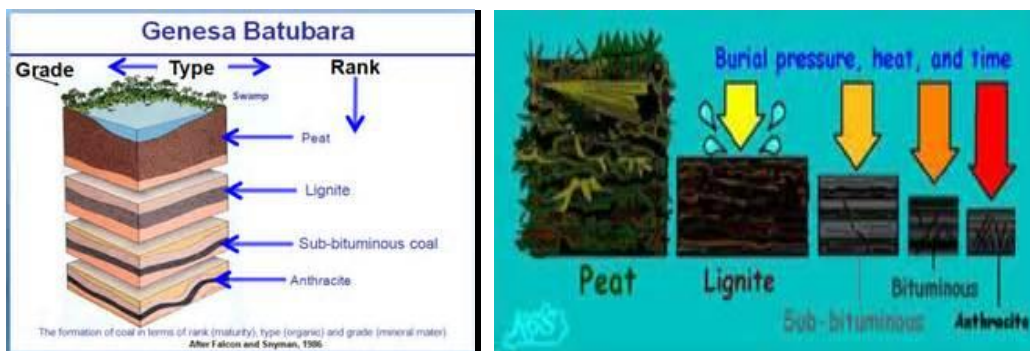 Genesa Batubara
Grade Type Rank
Swamp
Peat
Lignite
Sub-bituminous coal
Anthracite
The formation of coal in terms of rank (maturity), type (organic) and grade (mineral mater)
After Falcon and Snyman, 1986
Burial pressure, heat, and time
Peat
Lignite
Bituminous
Sub-bituminous
Anthracite